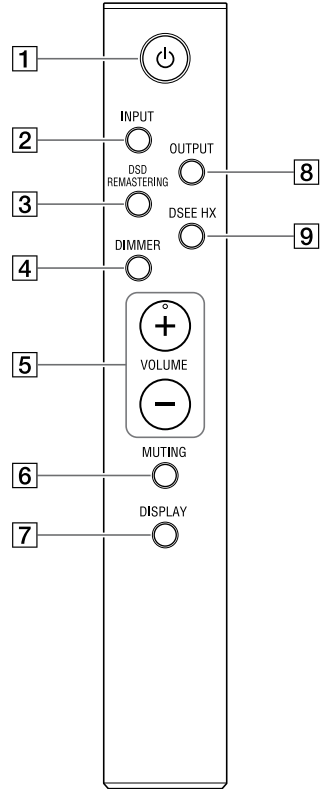 1
INPUT
2
OUTPUT
8
DSD
REMASTERING
3
DSEE HX
9
DIMMER
4
+
5
VOLUME
−
MUTING
6
DISPLAY
7